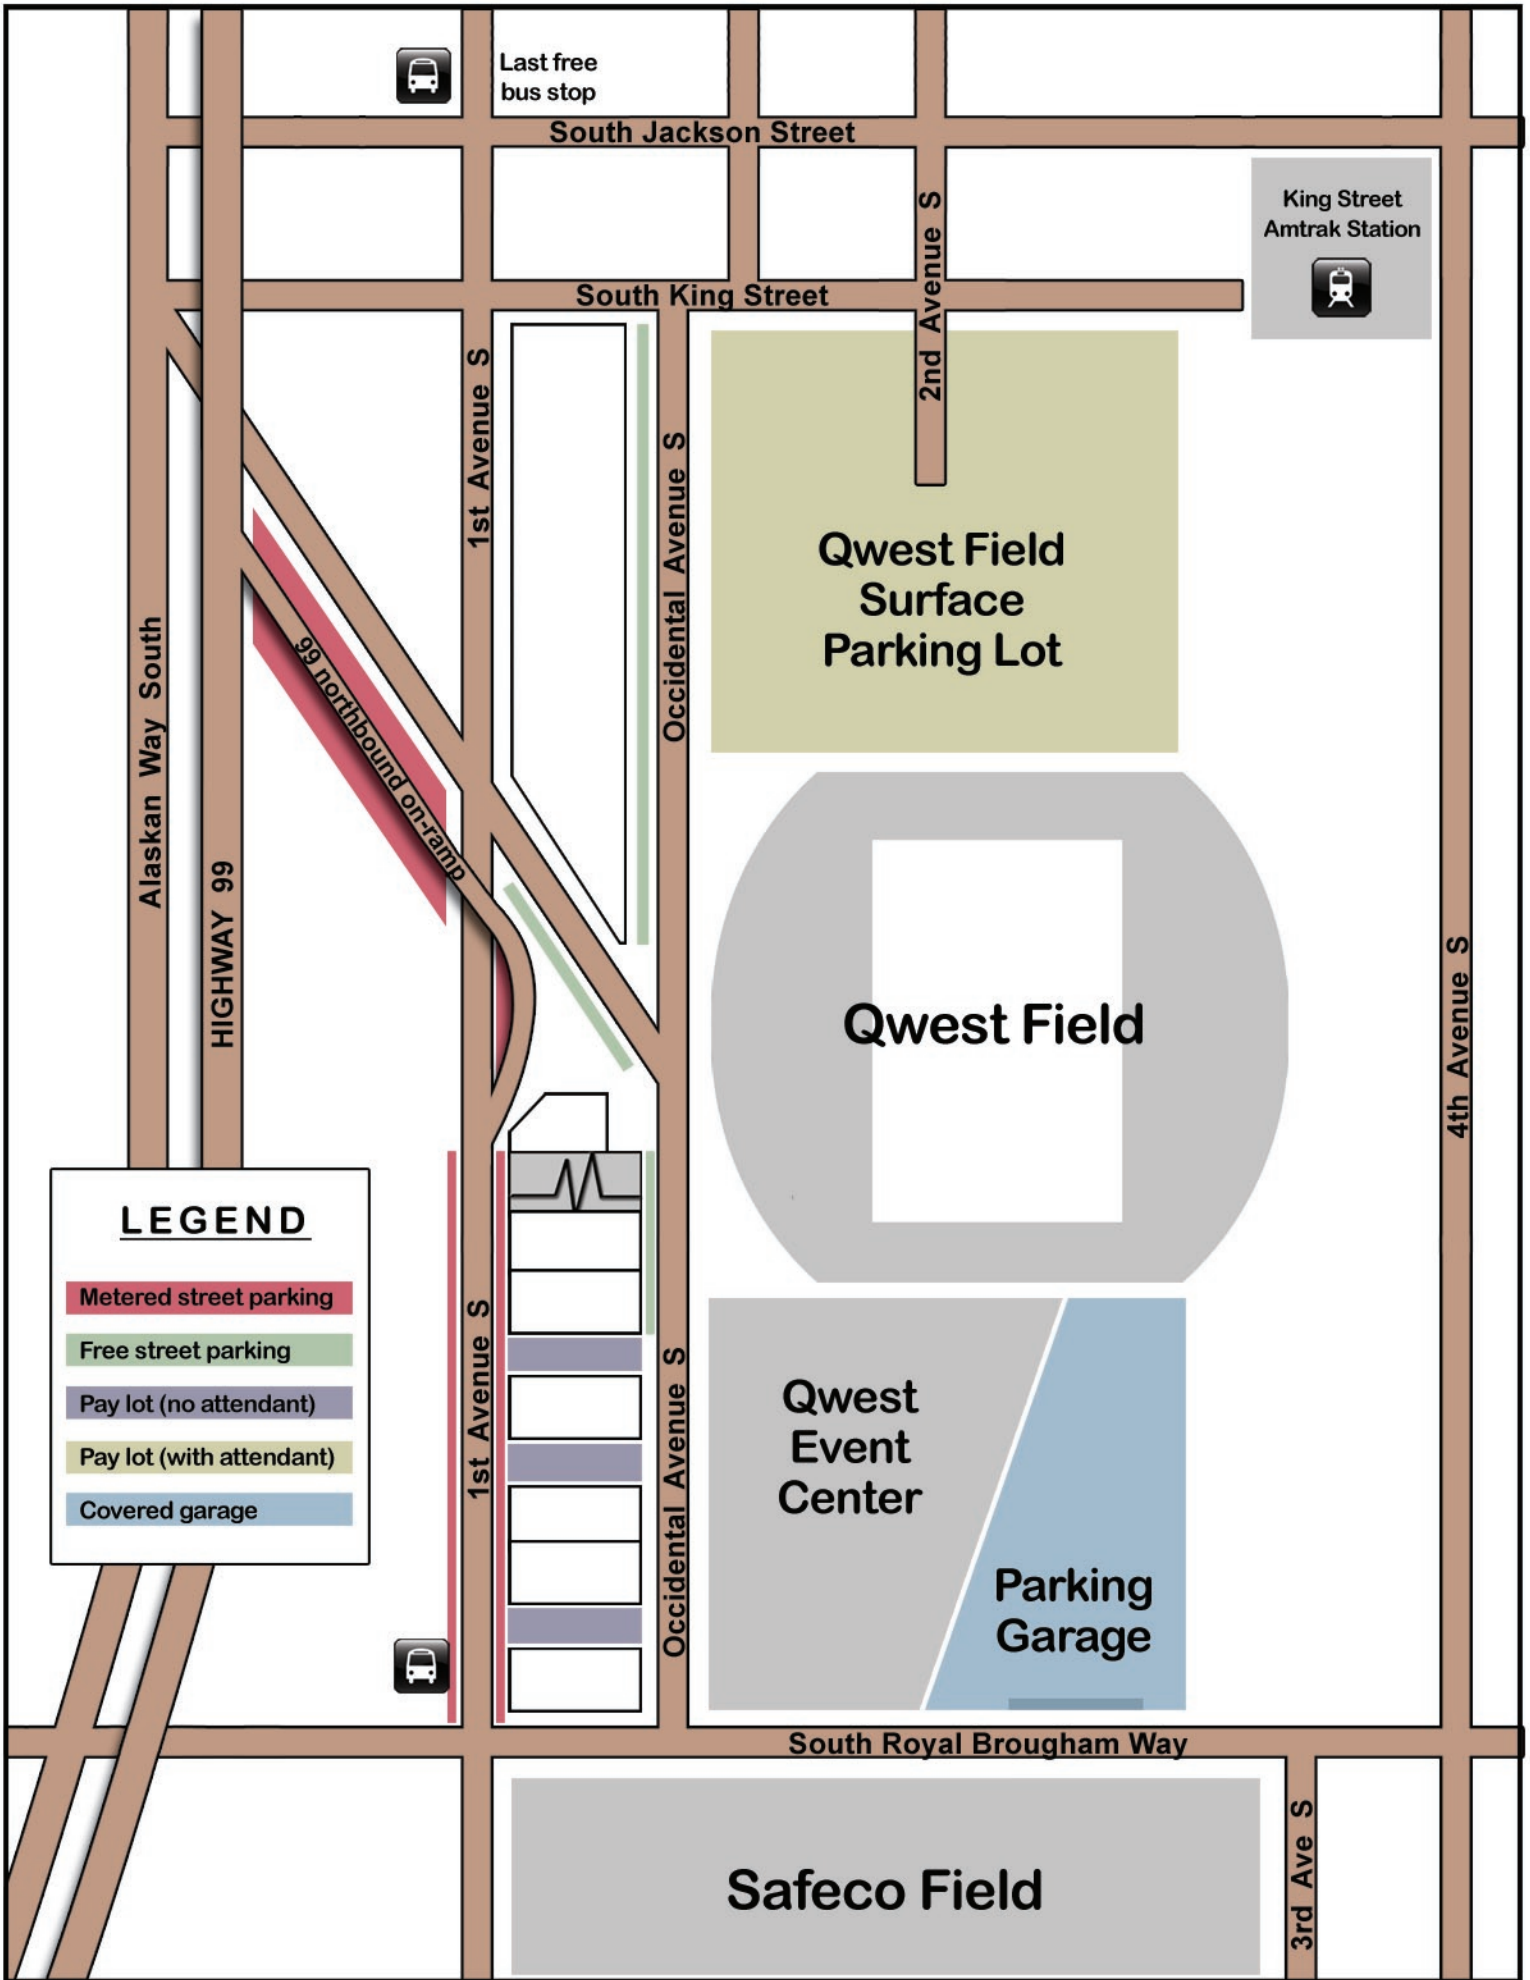 Last free
bus stop
South Jackson Street
King Street
Amtrak Station
2nd Avenue S
South King Street
1st Avenue S
Occidental Avenue S
Qwest Field
Surface
Parking Lot
Alaskan Way South
99 northbound on-ramp
HIGHWAY 99
Qwest Field
4th Avenue S
LEGEND
Metered street parking
Free street parking
Pay lot (no attendant)
Pay lot (with attendant)
Covered garage
1st Avenue S
Occidental Avenue S
Qwest
Event
Center
Parking
Garage
South Royal Brougham Way
Safeco Field
3rd Ave S